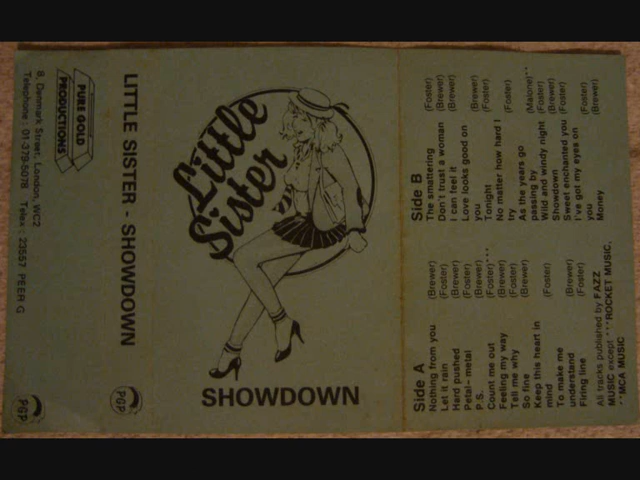 PURE GOLD
PRODUCTIONS
8, Denmark Street, London, WC2
Telephone: 01-379-5078 Telex: 23557 PEER G
PGP
LITTLE SISTER - SHOWDOWN
PGP
Little
Sister
SHOWDOWN
Side A
Nothing from you (Brewer)
Let it rain (Foster)
Hard pushed (Brewer)
Petal-metal (Foster)
P.S. (Brewer)
Count me out (Foster)***
Feeling my way (Brewer)
Tell me why (Foster)
So fine (Brewer)
Keep this heart in
mind (Foster)
To make me
understand (Brewer)
Firing line (Foster)
All tracks published by FAZZ
MUSIC except ***ROCKET MUSIC,
**MCA MUSIC
Side B
The smattering (Foster)
Don't trust a woman (Brewer)
I can feel it (Brewer)
Love looks good on
you (Brewer)
Tonight (Foster)
No matter how hard I
try (Foster)
As the years go
passing by (Malone)**
Wild and windy night (Foster)
Showdown (Brewer)
Sweet enchanted you (Foster)
I've got my eyes on
you (Foster)
Money (Brewer)